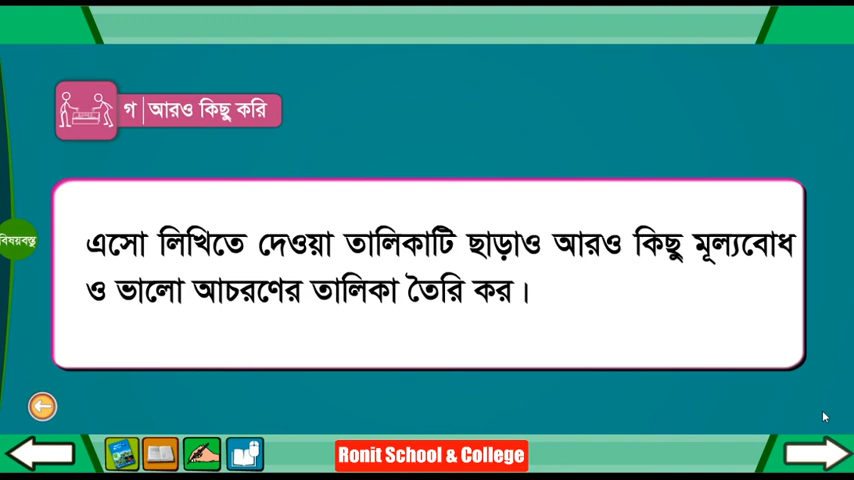 গ | আরও কিছু করি
এসো লিখিতে দেওয়া তালিকাটি ছাড়াও আরও কিছু মূল্যবোধ
ও ভালো আচরণের তালিকা তৈরি কর।
বিষয়বস্তু
Ronit School & College